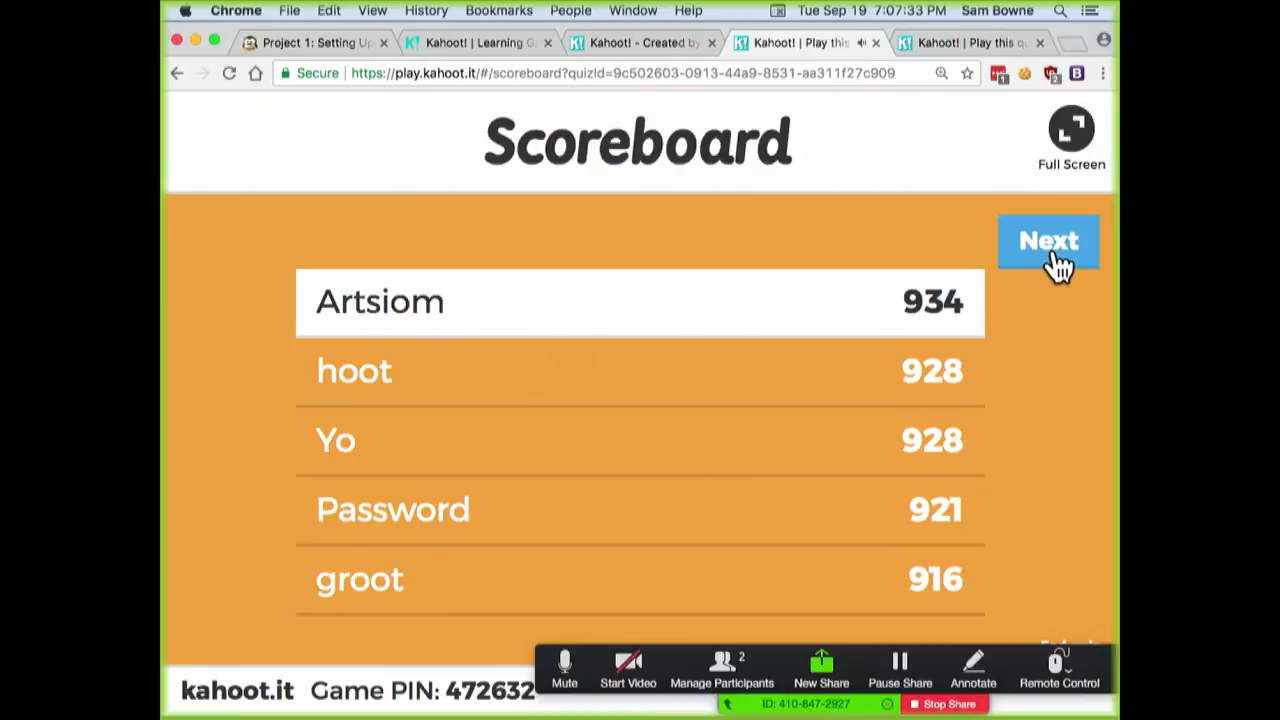 Chrome File Edit View History Bookmarks People Window Help Tue Sep 19 7:07:33 PM Sam Bowne
Project 1: Setting Up Kahoot! | Learning G Kahoot! - Created by Kahoot! | Play this Kahoot! | Play this qu
Secure https://play.kahoot.it/#/scoreboard?quizId=9c502603-0913-44a9-8531-aa311f27c909
Scoreboard
Full Screen
Next
Artsiom 934
hoot 928
Yo 928
Password 921
groot 916
kahoot.it Game PIN: 472632
2
Mute Start Video Manage Participants New Share Pause Share Annotate Remote Control
ID: 410-847-2927 Stop Share